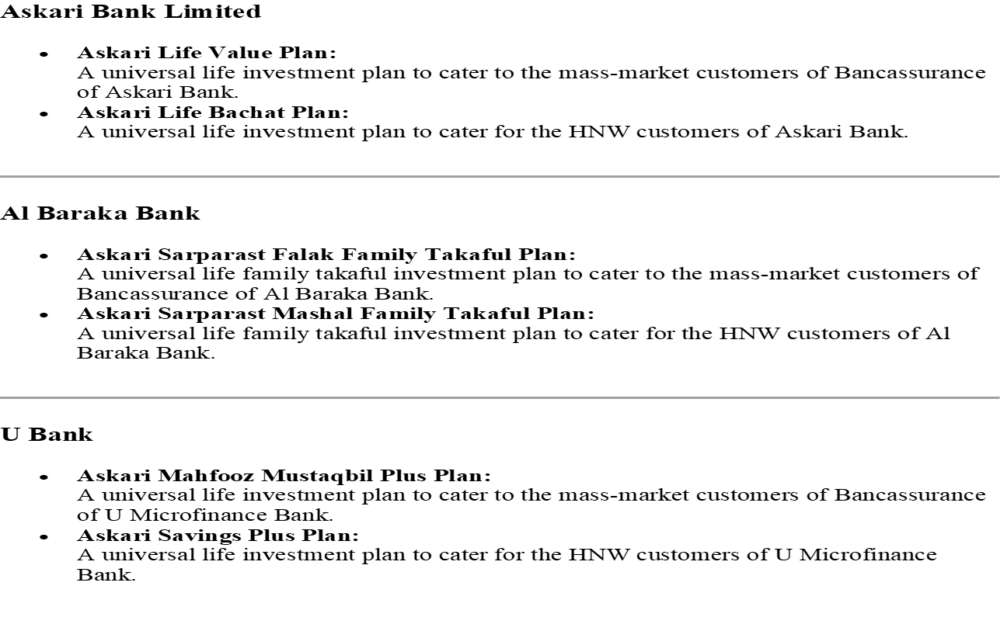 Askari Bank Limited
• Askari Life Value Plan:
A universal life investment plan to cater to the mass-market customers of Bancassurance
of Askari Bank.
• Askari Life Bachat Plan:
A universal life investment plan to cater for the HNW customers of Askari Bank.
Al Baraka Bank
• Askari Sarparast Falak Family Takaful Plan:
A universal life family takaful investment plan to cater to the mass-market customers of
Bancassurance of Al Baraka Bank.
• Askari Sarparast Mashal Family Takaful Plan:
A universal life family takaful investment plan to cater for the HNW customers of Al
Baraka Bank.
U Bank
• Askari Mahfooz Mustaqbil Plus Plan:
A universal life investment plan to cater to the mass-market customers of Bancassurance
of U Microfinance Bank.
• Askari Savings Plus Plan:
A universal life investment plan to cater for the HNW customers of U Microfinance
Bank.